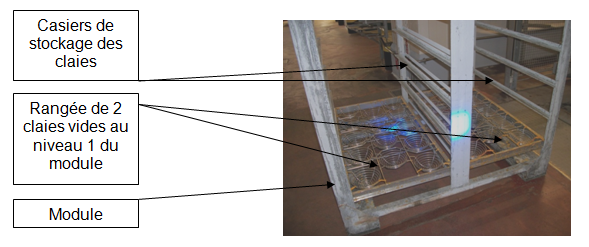 Casiers de
stockage des
claies
Rangée de 2
claies vides au
niveau 1 du
module
Module